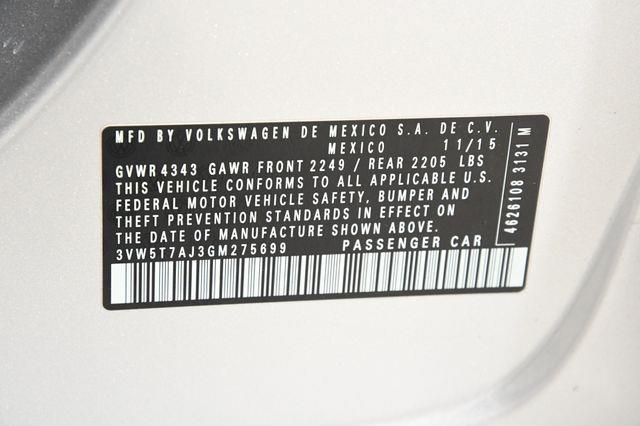 MFD BY VOLKSWAGEN DE MEXICO S.A. DE C.V.
MEXICO 11/15
GVWR 4343 GAWR FRONT 2249 / REAR 2205 LBS
THIS VEHICLE CONFORMS TO ALL APPLICABLE U.S.
FEDERAL MOTOR VEHICLE SAFETY, BUMPER AND
THEFT PREVENTION STANDARDS IN EFFECT ON
THE DATE OF MANUFACTURE SHOWN ABOVE.
3VW5T7AJ3GM275699 PASSENGER CAR
4626108 3131 M